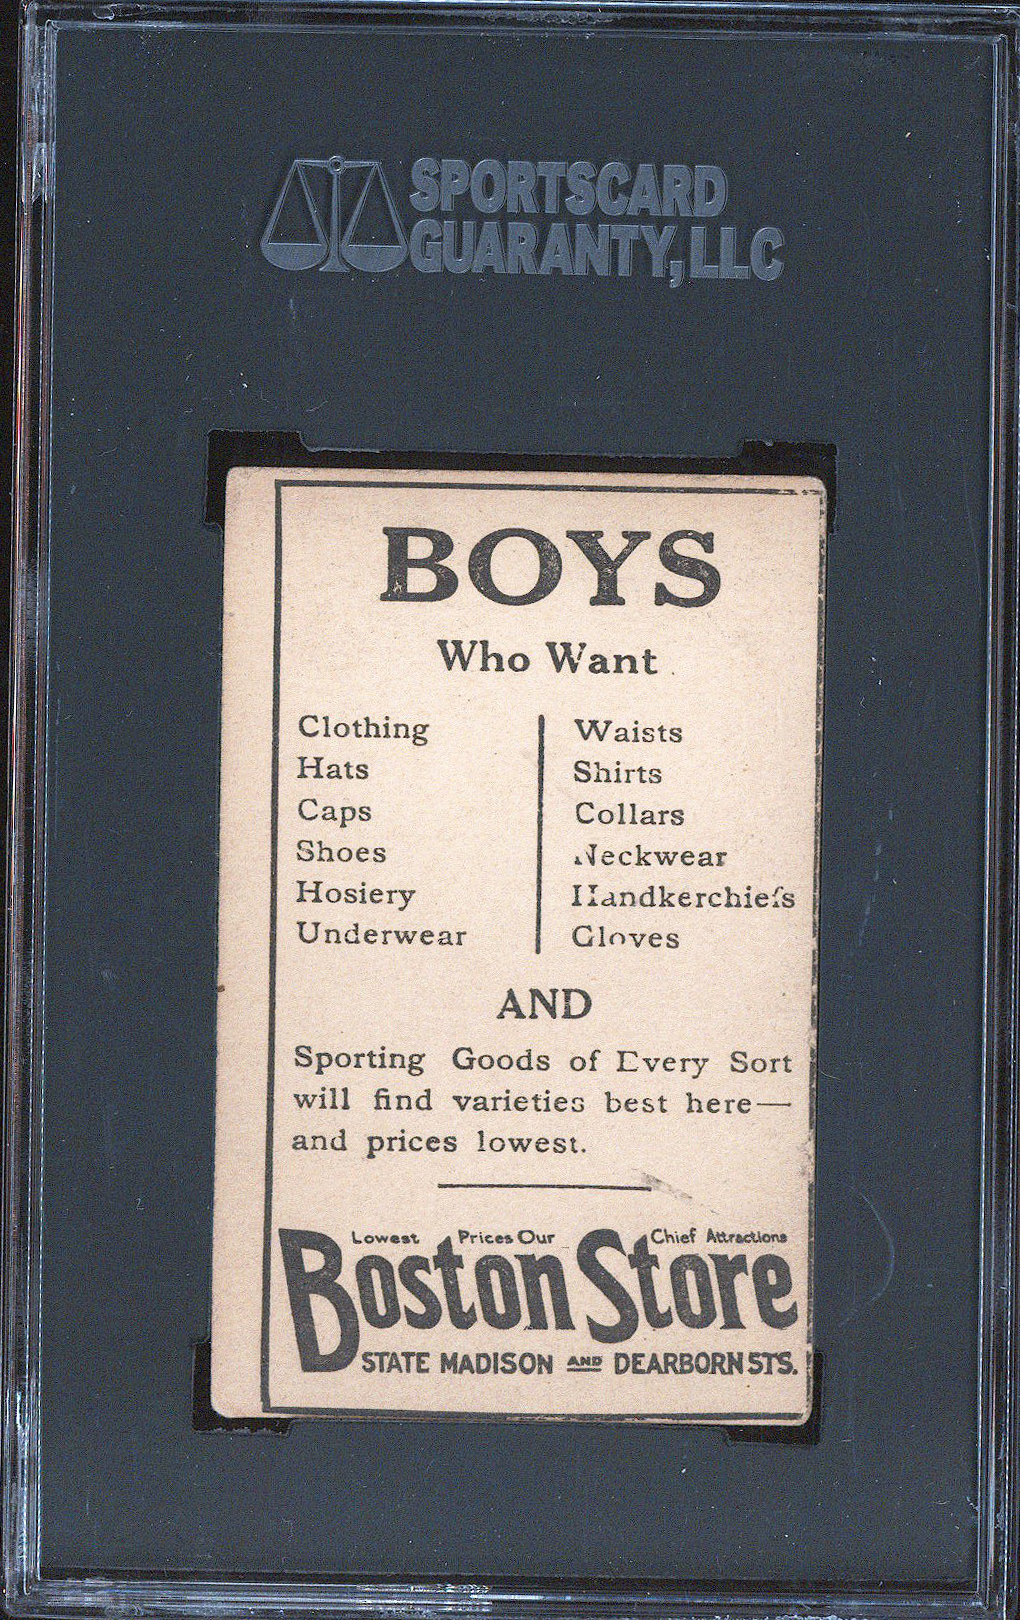 SPORTSCARD
GUARANTY, LLC
BOYS
Who Want
Clothing
Hats
Caps
Shoes
Hosiery
Underwear
Waists
Shirts
Collars
Neckwear
Handkerchiefs
Gloves
AND
Sporting Goods of Every Sort
will find varieties best here—
and prices lowest.
Lowest Prices Our Chief Attractions
Boston Store
STATE MADISON AND DEARBORN STS.